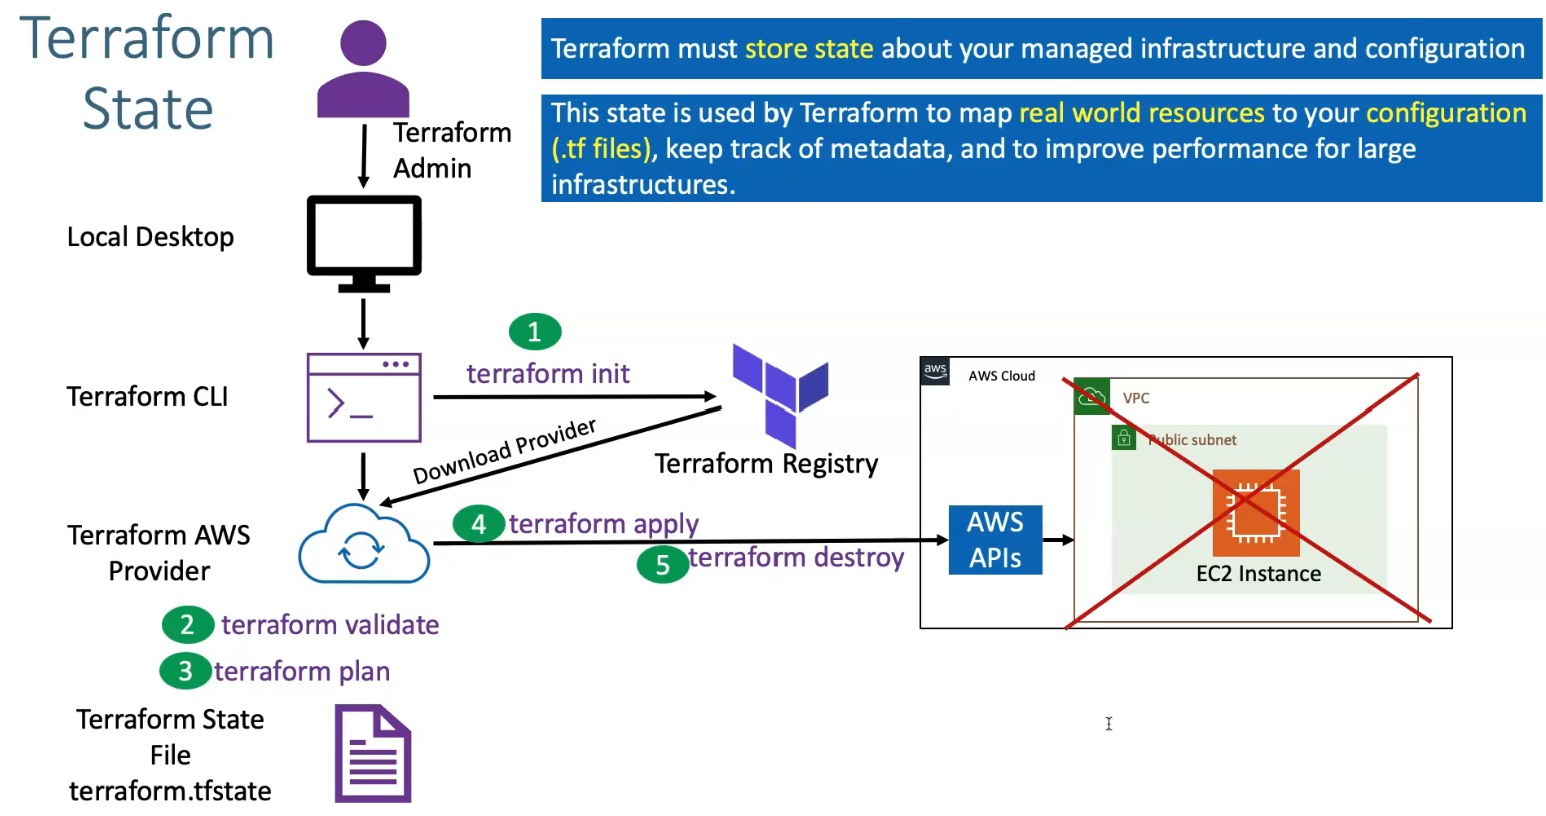 Terraform
State
Terraform must store state about your managed infrastructure and configuration
This state is used by Terraform to map real world resources to your configuration
(.tf files), keep track of metadata, and to improve performance for large
infrastructures.
Terraform
Admin
Local Desktop
1
terraform init
Terraform CLI
Download Provider
Terraform Registry
aws
AWS Cloud
VPC
Public subnet
EC2 Instance
AWS
APIs
4 terraform apply
5 terraform destroy
Terraform AWS
Provider
2 terraform validate
3 terraform plan
Terraform State
File
terraform.tfstate